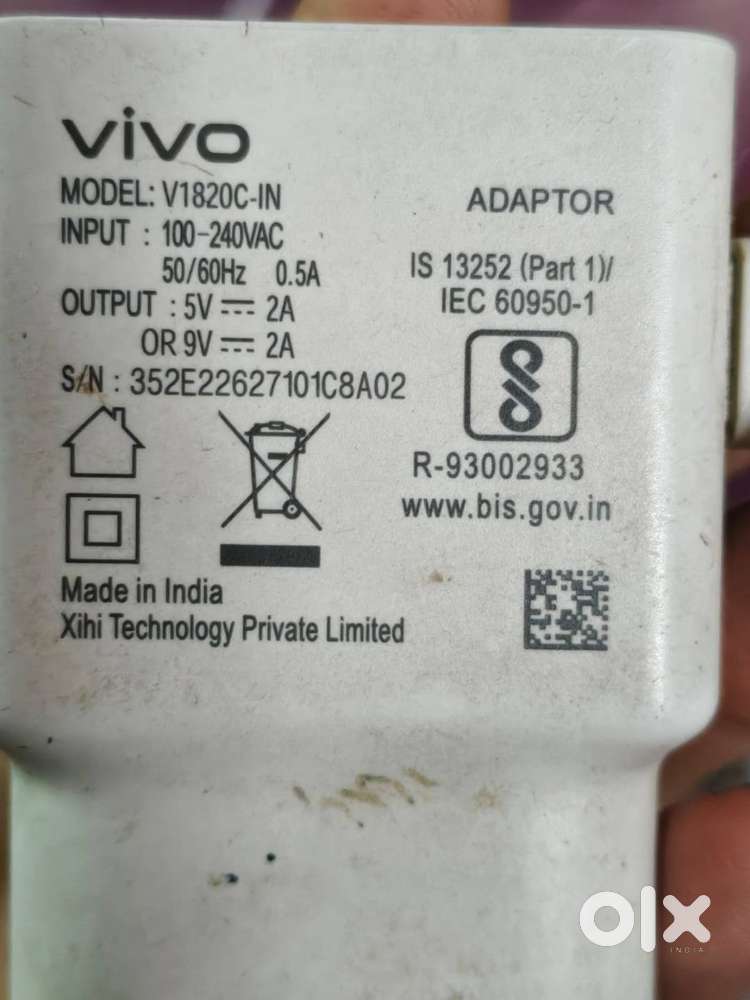 vivo
MODEL: V1820C-IN
INPUT : 100-240VAC
50/60Hz 0.5A
OUTPUT : 5V ⎓ 2A
OR 9V ⎓ 2A
S/N : 352E22627101C8A02
Made in India
Xihi Technology Private Limited
ADAPTOR
IS 13252 (Part 1)/
IEC 60950-1
R-93002933
www.bis.gov.in
olx
INDIA